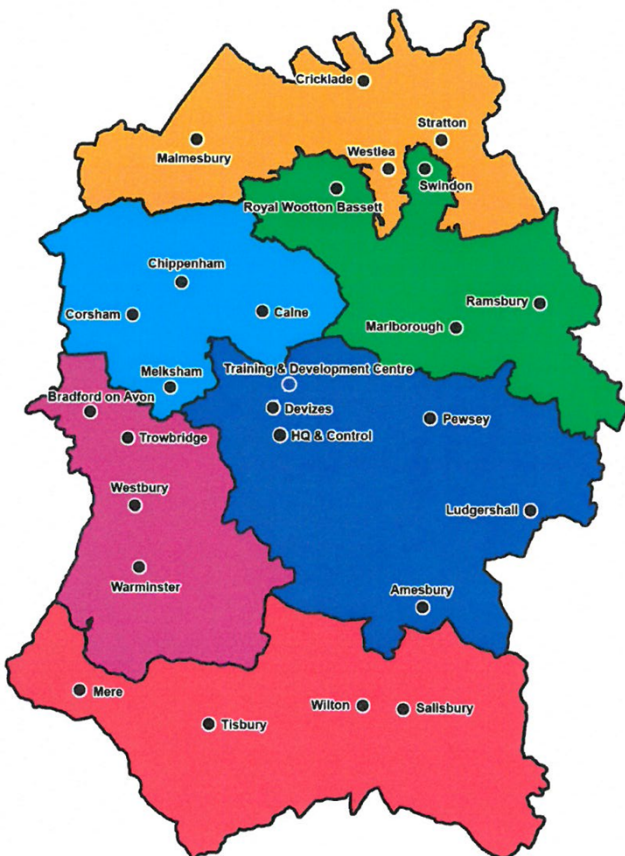 Cricklade
Stratton
Malmesbury
Westlea
Swindon
Royal Wootton Bassett
Chippenham
Ramsbury
Corsham
Calne
Marlborough
Training & Development Centre
Melksham
Bradford on Avon
Devizes
Pewsey
Trowbridge
HQ & Control
Westbury
Ludgershall
Warminster
Amesbury
Mere
Wilton
Salisbury
Tisbury